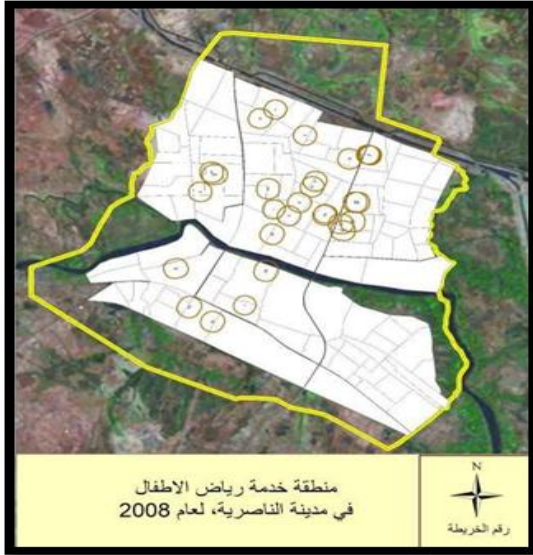 منطقة خدمة رياض الاطفال
في مدينة الناصرية، لعام 2008
N
رقم الخريطة